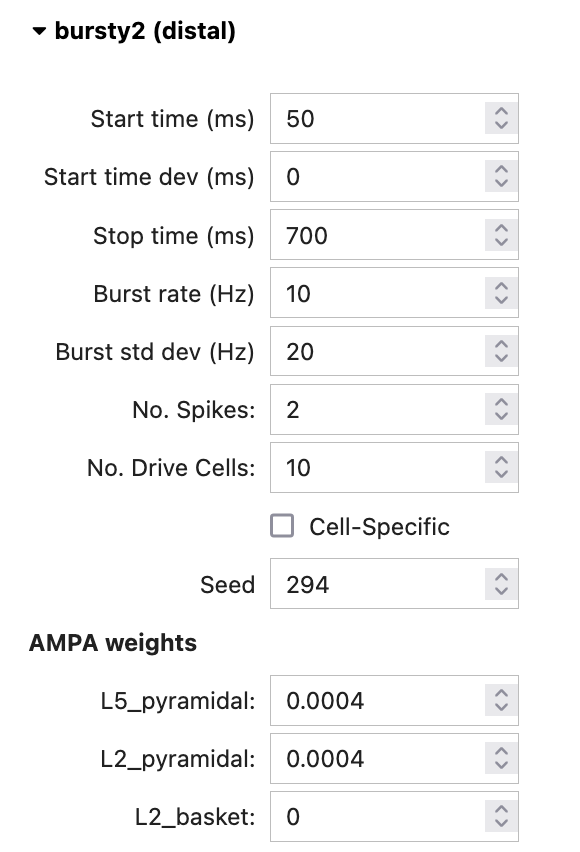 bursty2 (distal)
Start time (ms) 50
Start time dev (ms) 0
Stop time (ms) 700
Burst rate (Hz) 10
Burst std dev (Hz) 20
No. Spikes: 2
No. Drive Cells: 10
Cell-Specific
Seed 294
AMPA weights
L5_pyramidal: 0.0004
L2_pyramidal: 0.0004
L2_basket: 0